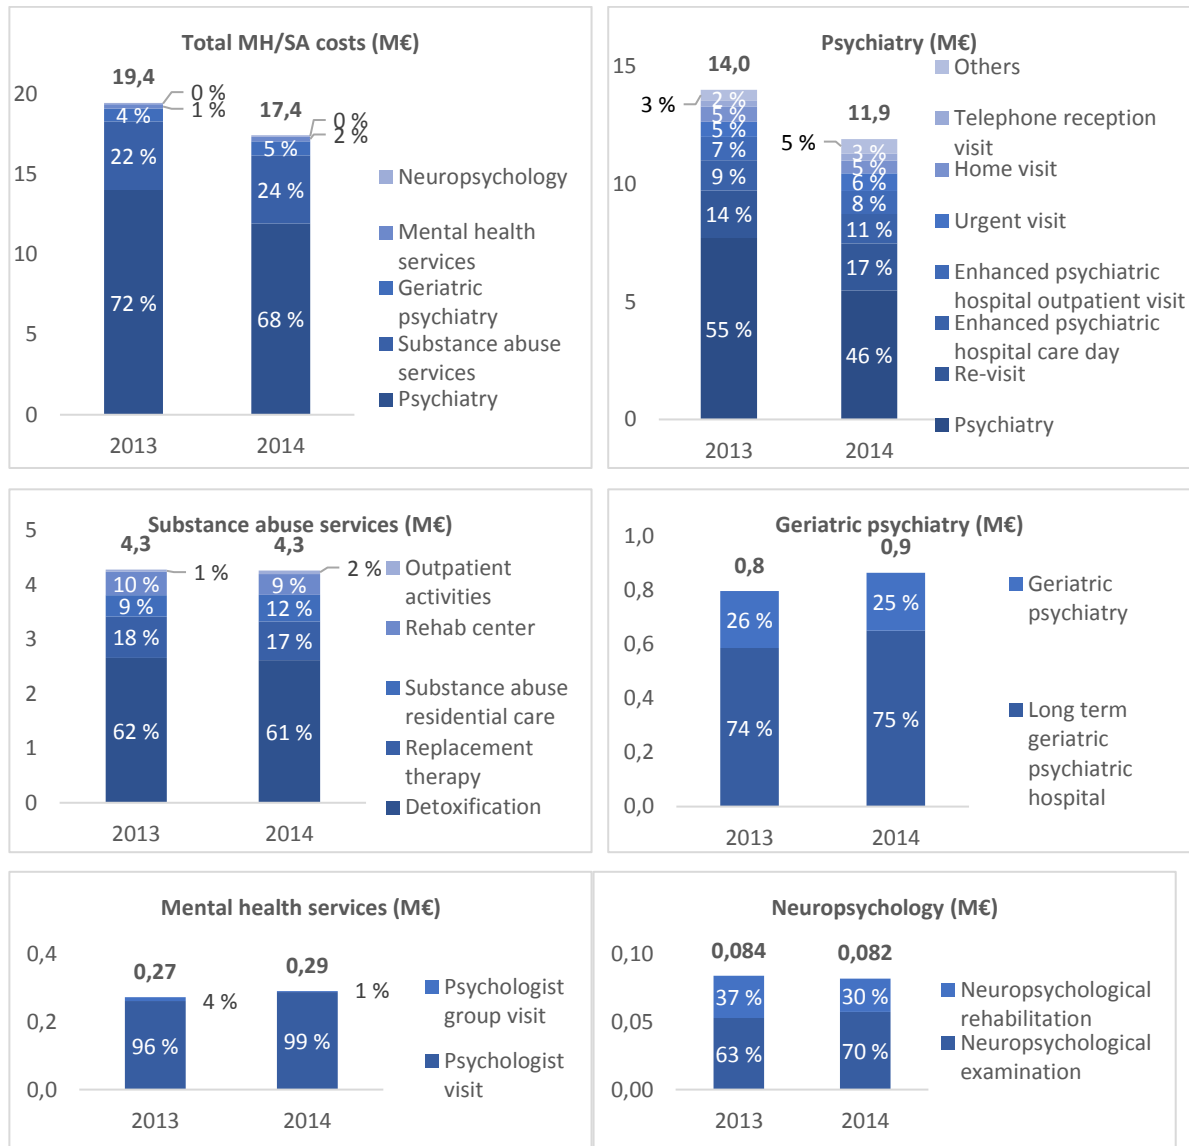 Total MH/SA costs (M€)
19,4
17,4
20
15
10
5
0
0 %
1 %
4 %
22 %
72 %
0 %
2 %
5 %
24 %
68 %
2013
2014
Neuropsychology
Mental health
services
Geriatric
psychiatry
Substance abuse
services
Psychiatry
Psychiatry (M€)
14,0
11,9
15
10
5
0
3 %
2 %
5 %
5 %
7 %
9 %
14 %
55 %
5 %
3 %
5 %
6 %
8 %
11 %
17 %
46 %
2013
2014
Others
Telephone reception
visit
Home visit
Urgent visit
Enhanced psychiatric
hospital outpatient visit
Enhanced psychiatric
hospital care day
Re-visit
Psychiatry
Substance abuse services (M€)
4,3
4,3
5
4
3
2
1
0
1 %
10 %
9 %
18 %
62 %
2 %
9 %
12 %
17 %
61 %
2013
2014
Outpatient
activities
Rehab center
Substance abuse
residential care
Replacement
therapy
Detoxification
Geriatric psychiatry (M€)
0,8
0,9
1,0
0,8
0,6
0,4
0,2
0,0
26 %
74 %
25 %
75 %
2013
2014
Geriatric
psychiatry
Long term
geriatric
psychiatric
hospital
Mental health services (M€)
0,27
0,29
0,4
0,2
0,0
4 %
96 %
1 %
99 %
2013
2014
Psychologist
group visit
Psychologist
visit
Neuropsychology (M€)
0,084
0,082
0,10
0,05
0,00
37 %
63 %
30 %
70 %
2013
2014
Neuropsychological
rehabilitation
Neuropsychological
examination